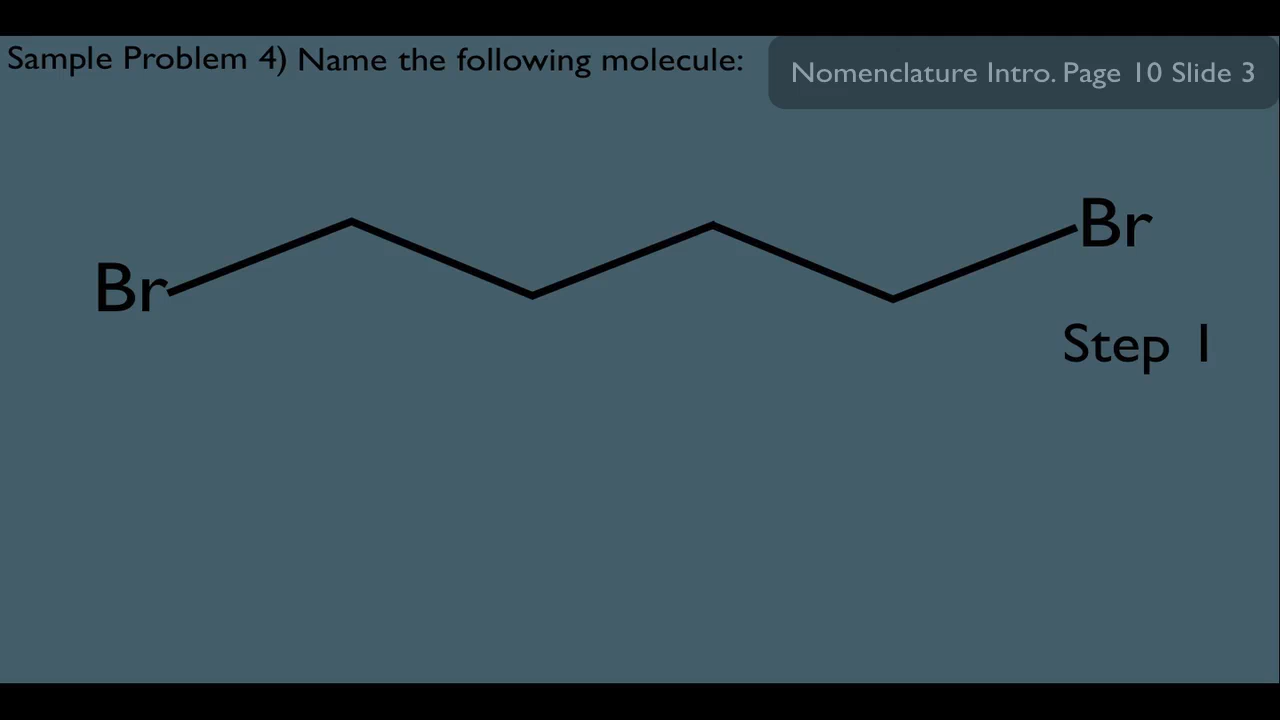 Sample Problem 4) Name the following molecule:
Nomenclature Intro. Page 10 Slide 3
Br
Br
Step 1